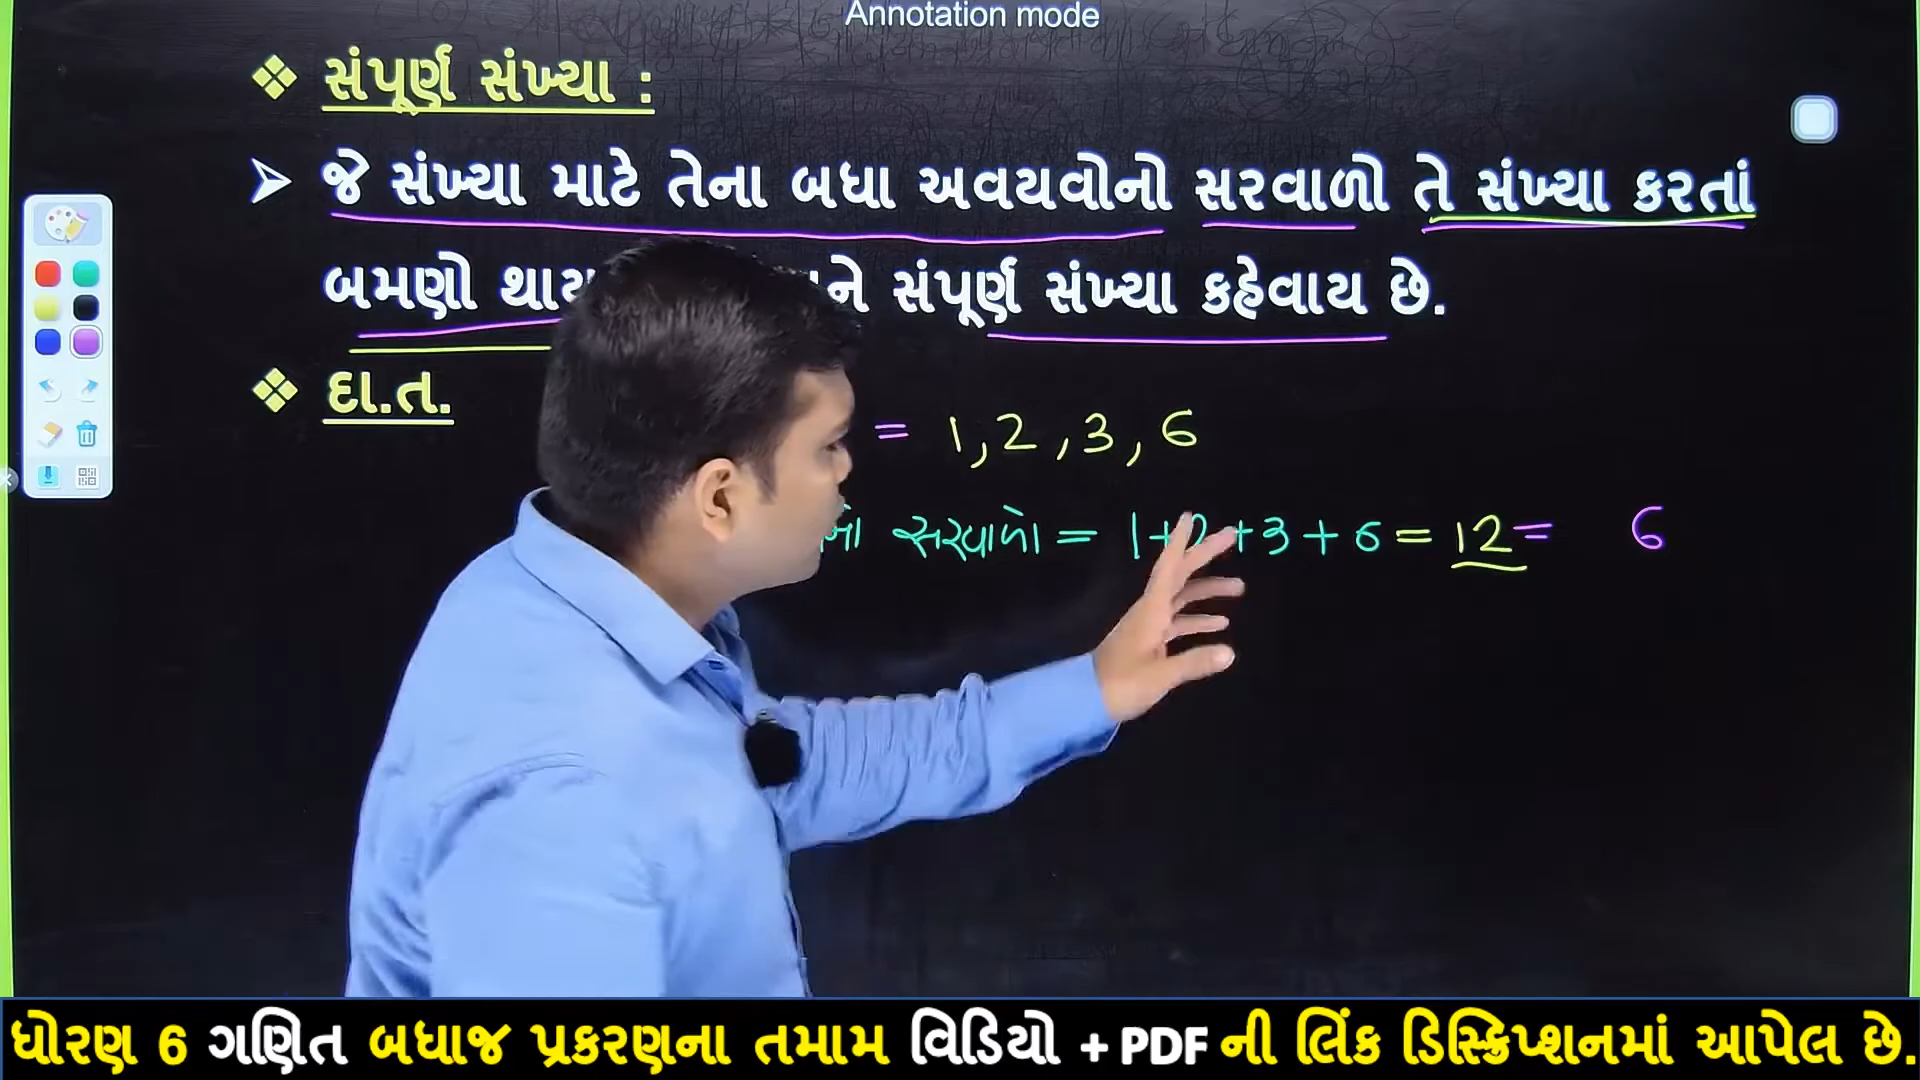 Annotation mode
❖ સંપૂર્ણ સંખ્યા :
➢ જે સંખ્યા માટે તેના બધા અવયવોનો સરવાળો તે સંખ્યા કરતાં
બમણો થાય ને સંપૂર્ણ સંખ્યા કહેવાય છે.
❖ દા.ત.
= 1, 2, 3, 6
સરવાળો = 1+2+3+6 = 12 = 6
ધોરણ 6 ગણિત બધાજ પ્રકરણના તમામ વિડિયો + PDF ની લિંક ડિસ્ક્રિપ્શનમાં આપેલ છે.